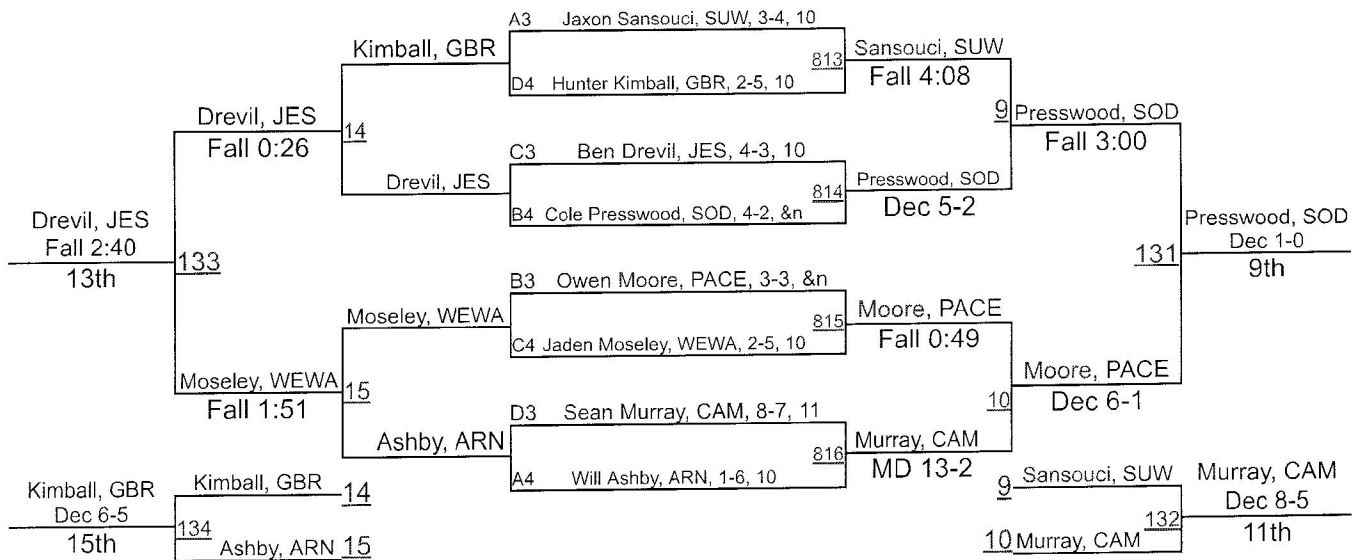 A3 Jaxon Sansouci, SUW, 3-4, 10
Kimball, GBR
813
Sansouci, SUW
Fall 4:08
D4 Hunter Kimball, GBR, 2-5, 10
Drevil, JES
Fall 0:26
14
9
Presswood, SOD
Fall 3:00
C3 Ben Drevil, JES, 4-3, 10
Drevil, JES
814
Presswood, SOD
Dec 5-2
B4 Cole Presswood, SOD, 4-2, &n
Drevil, JES
Fall 2:40
13th
133
131
Presswood, SOD
Dec 1-0
9th
B3 Owen Moore, PACE, 3-3, &n
Moseley, WEWA
815
Moore, PACE
Fall 0:49
C4 Jaden Moseley, WEWA, 2-5, 10
Moseley, WEWA
Fall 1:51
15
10
Moore, PACE
Dec 6-1
D3 Sean Murray, CAM, 8-7, 11
Ashby, ARN
816
Murray, CAM
MD 13-2
A4 Will Ashby, ARN, 1-6, 10
Kimball, GBR
Dec 6-5
15th
Kimball, GBR 14
134
Ashby, ARN 15
9 Sansouci, SUW
132
10 Murray, CAM
Murray, CAM
Dec 8-5
11th